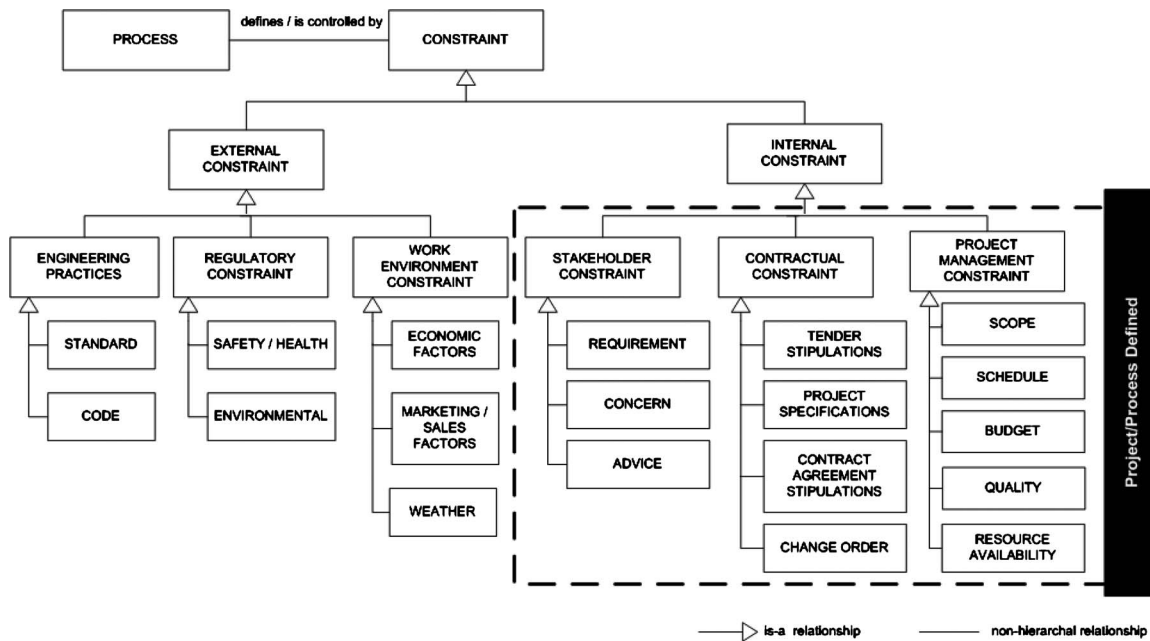 defines / is controlled by
PROCESS
CONSTRAINT
EXTERNAL
CONSTRAINT
INTERNAL
CONSTRAINT
ENGINEERING
PRACTICES
STANDARD
CODE
REGULATORY
CONSTRAINT
SAFETY / HEALTH
ENVIRONMENTAL
WORK
ENVIRONMENT
CONSTRAINT
ECONOMIC
FACTORS
MARKETING /
SALES
FACTORS
WEATHER
STAKEHOLDER
CONSTRAINT
REQUIREMENT
CONCERN
ADVICE
CONTRACTUAL
CONSTRAINT
TENDER
STIPULATIONS
PROJECT
SPECIFICATIONS
CONTRACT
AGREEMENT
STIPULATIONS
CHANGE ORDER
PROJECT
MANAGEMENT
CONSTRAINT
SCOPE
SCHEDULE
BUDGET
QUALITY
RESOURCE
AVAILABILITY
Project/Process Defined
is-a relationship
non-hierarchal relationship